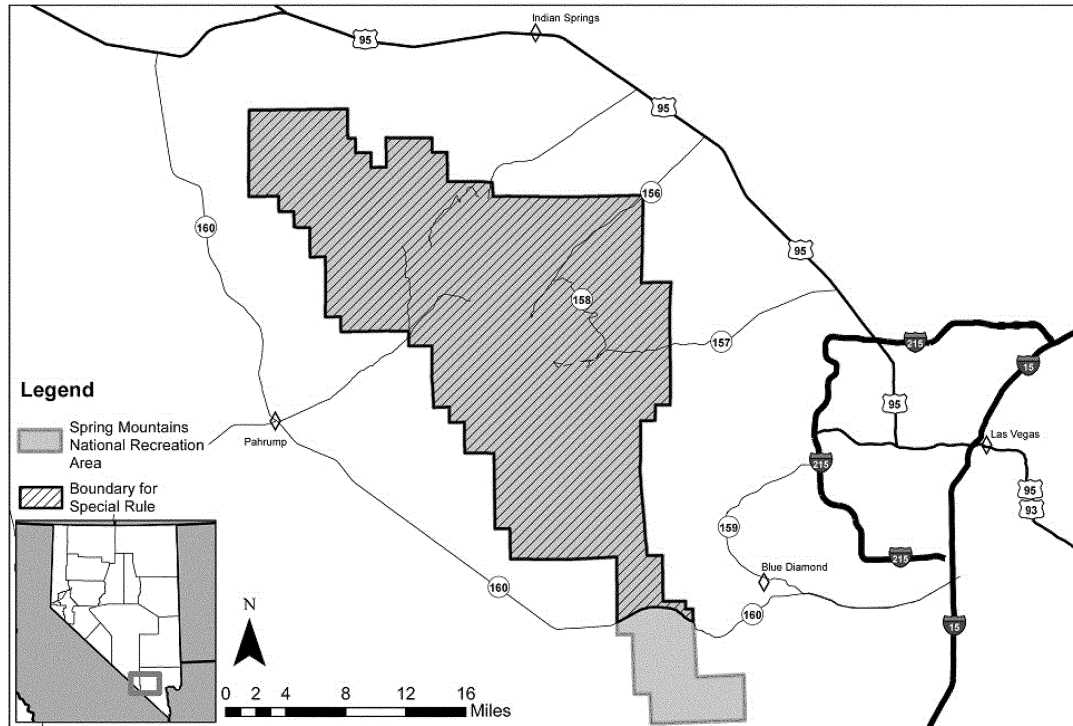 Indian Springs
95
95
156
160
95
158
157
215
15
Legend
Spring Mountains
National Recreation
Area
Boundary for
Special Rule
Pahrump
95
Las Vegas
215
95
93
159
215
Blue Diamond
160
160
15
N
0 2 4 8 12 16
Miles